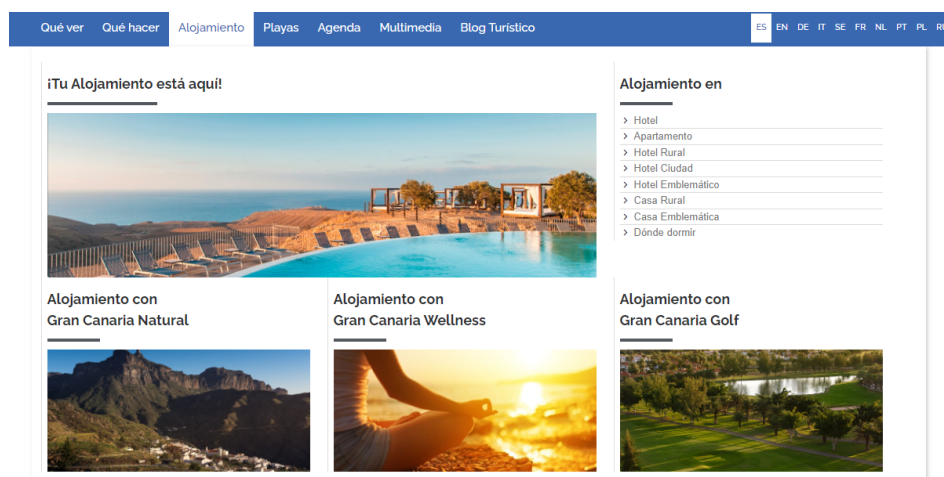 Qué ver Qué hacer Alojamiento Playas Agenda Multimedia Blog Turístico ES EN DE IT SE FR NL PT PL
¡Tu Alojamiento está aquí!
Alojamiento en
> Hotel
> Apartamento
> Hotel Rural
> Hotel Ciudad
> Hotel Emblemático
> Casa Rural
> Casa Emblemática
> Dónde dormir
Alojamiento con
Gran Canaria Natural
Alojamiento con
Gran Canaria Wellness
Alojamiento con
Gran Canaria Golf